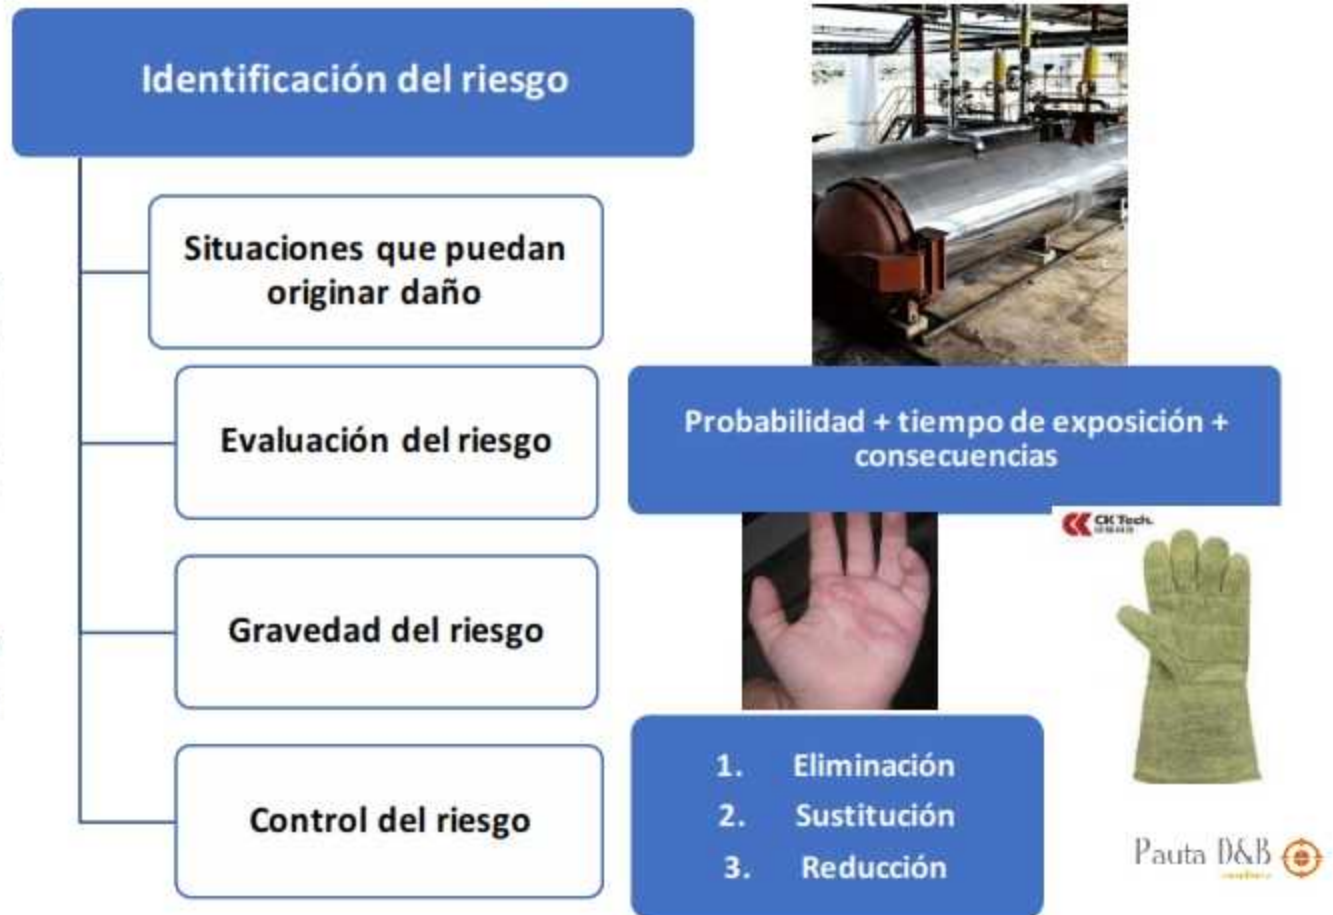 Identificación del riesgo
Situaciones que puedan
originar daño
Evaluación del riesgo
Probabilidad + tiempo de exposición +
consecuencias
CK Tech.
Gravedad del riesgo
1. Eliminación
2. Sustitución
3. Reducción
Control del riesgo
Pauta D&B